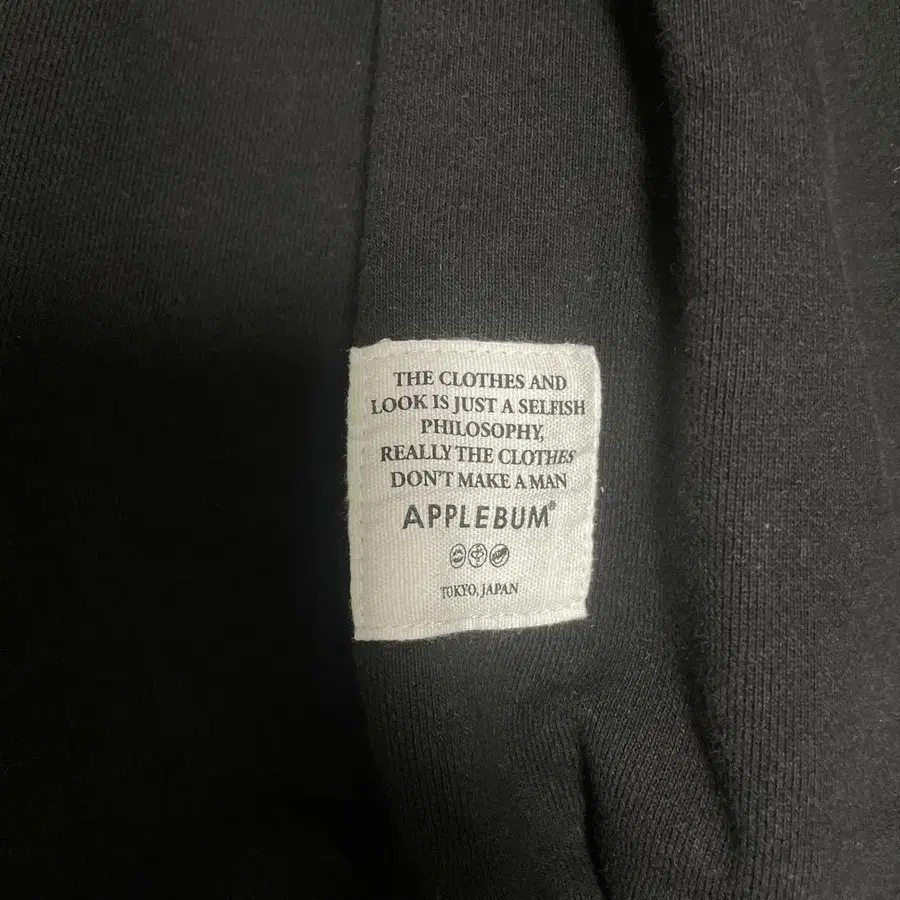 THE CLOTHES AND
LOOK IS JUST A SELFISH
PHILOSOPHY,
REALLY THE CLOTHES
DON'T MAKE A MAN
APPLEBUM®
TOKYO, JAPAN